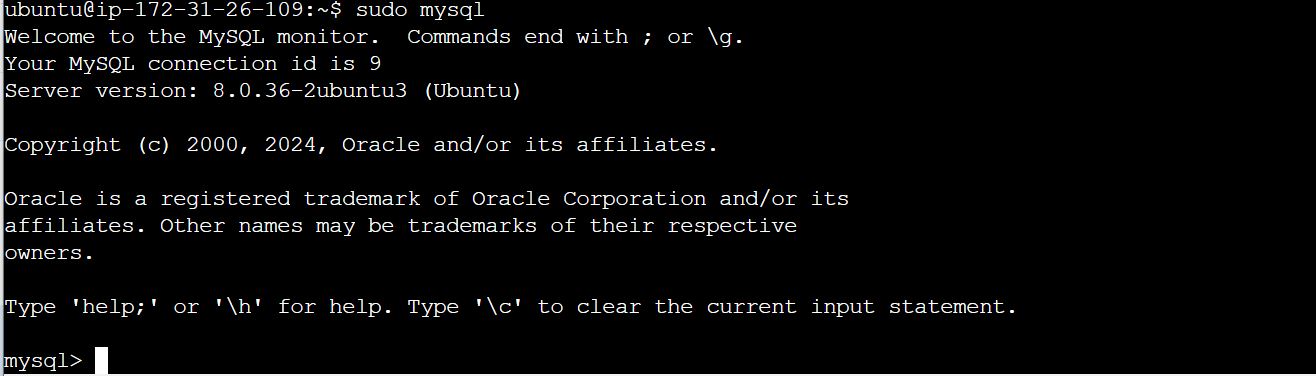 ubuntu@ip-172-31-26-109:~$ sudo mysql
Welcome to the MySQL monitor.  Commands end with ; or \g.
Your MySQL connection id is 9
Server version: 8.0.36-2ubuntu3 (Ubuntu)
Copyright (c) 2000, 2024, Oracle and/or its affiliates.
Oracle is a registered trademark of Oracle Corporation and/or its
affiliates. Other names may be trademarks of their respective
owners.
Type 'help;' or '\h' for help. Type '\c' to clear the current input statement.
mysql>